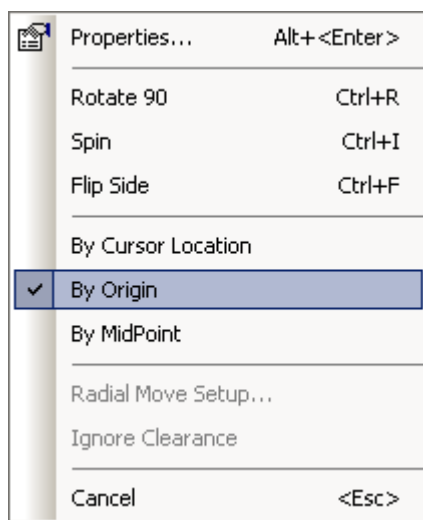 Properties... Alt+<Enter>
Rotate 90 Ctrl+R
Spin Ctrl+I
Flip Side Ctrl+F
By Cursor Location
By Origin
By MidPoint
Radial Move Setup...
Ignore Clearance
Cancel <Esc>